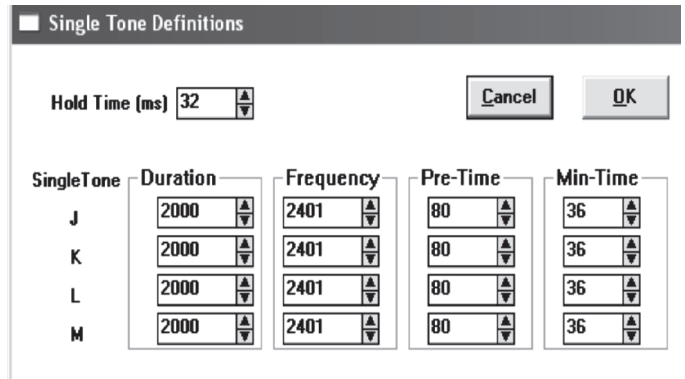 Single Tone Definitions
Hold Time (ms) 32 Cancel OK
SingleTone Duration Frequency Pre-Time Min-Time
J 2000 2401 80 36
K 2000 2401 80 36
L 2000 2401 80 36
M 2000 2401 80 36